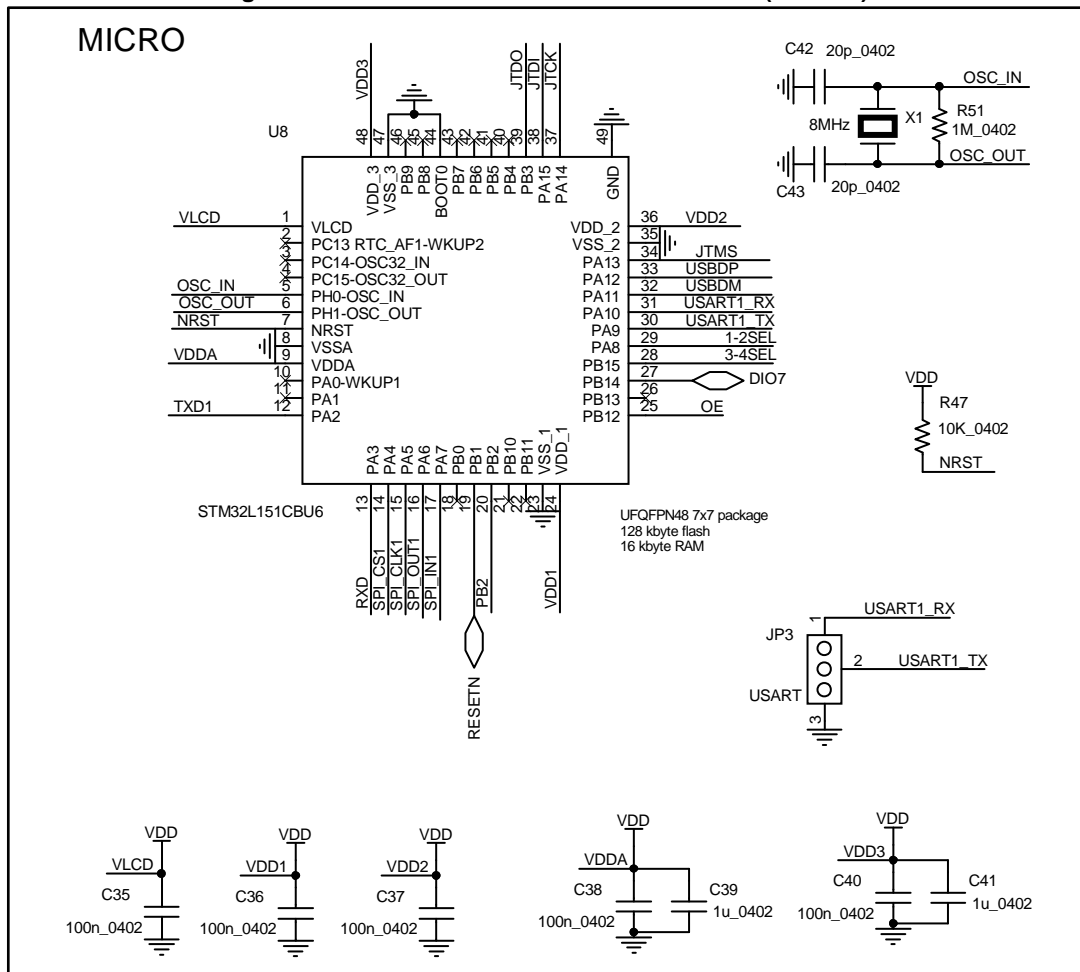 MICRO
C42 20p_0402
OSC_IN
R51
1M_0402
8MHz
X1
OSC_OUT
C43
20p_0402
VDD3
JTDO
JTDI
JTCK
U8
48
47
46
45
44
43
42
41
40
39
38
37
49
VDD_3
VSS_3
PB9
PB8
BOOT0
PB7
PB6
PB5
PB4
PB3
PA15
PA14
GND
VLCD 1 VLCD
2 PC13 RTC_AF1-WKUP2
3 PC14-OSC32_IN
4 PC15-OSC32_OUT
OSC_IN 5 PH0-OSC_IN
OSC_OUT 6 PH1-OSC_OUT
NRST 7 NRST
8 VSSA
VDDA 9 VDDA
10 PA0-WKUP1
11 PA1
TXD1 12 PA2
VDD_2 36 VDD2
VSS_2 35
PA13 34 JTMS
PA12 33 USBDP
PA11 32 USBDM
PA10 31 USART1_RX
PA9 30 USART1_TX
PA8 29 1-2SEL
PB15 28 3-4SEL
PB14 27 DIO7
PB13 26
PB12 25 OE
PA3
PA4
PA5
PA6
PA7
PB0
PB1
PB2
PB10
PB11
VSS_1
VDD_1
13
14
15
16
17
18
19
20
21
22
23
24
STM32L151CBU6
UFQFPN48 7x7 package
128 kbyte flash
16 kbyte RAM
RXD
SPI_CS1
SPI_CLK1
SPI_OUT1
SPI_IN1
PB2
VDD1
RESETN
VDD
R47
10K_0402
NRST
JP3
1 USART1_RX
2 USART1_TX
USART
3
VDD
VLCD
C35
100n_0402
VDD
VDD1
C36
100n_0402
VDD
VDD2
C37
100n_0402
VDD
VDDA
C38
100n_0402
C39
1u_0402
VDD
VDD3
C40
100n_0402
C41
1u_0402